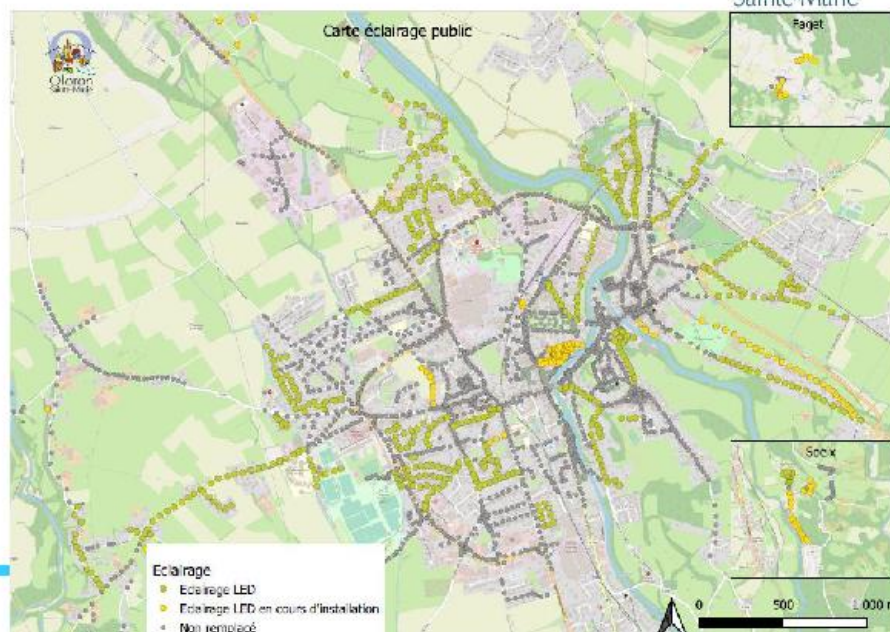 Sainte-Marie
Carte éclairage public
Faget
Oloron
Sainte-Marie
Soeix
Eclairage
Eclairage LED
Eclairage LED en cours d'installation
Non remplacé
0 500 1 000 m